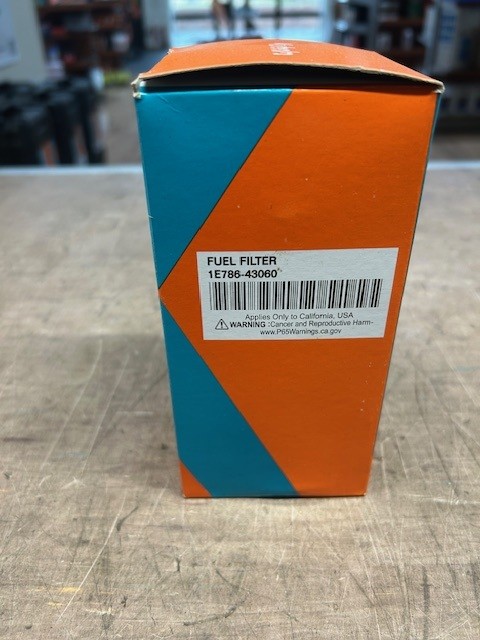 FUEL FILTER
1E786-43060
Applies Only to California, USA
⚠ WARNING :Cancer and Reproductive Harm-
www.P65Warnings.ca.gov